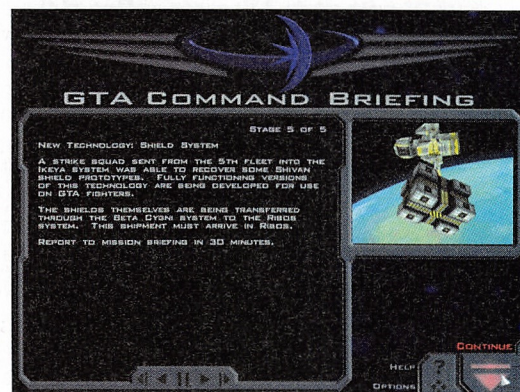 GTA COMMAND BRIEFING
STAGE 5 OF 5
NEW TECHNOLOGY: SHIELD SYSTEM
A STRIKE SQUAD SENT FROM THE 5TH FLEET INTO THE
IKEYA SYSTEM WAS ABLE TO RECOVER SOME SHIVAN
SHIELD PROTOTYPES. FULLY FUNCTIONING VERSIONS
OF THIS TECHNOLOGY ARE BEING DEVELOPED FOR USE
ON GTA FIGHTERS.
THE SHIELDS THEMSELVES ARE BEING TRANSFERRED
THROUGH THE BETA CYGNI SYSTEM TO THE RIBOS
SYSTEM. THIS SHIPMENT MUST ARRIVE IN RIBOS.
REPORT TO MISSION BRIEFING IN 30 MINUTES.
CONTINUE
HELP
?
OPTIONS